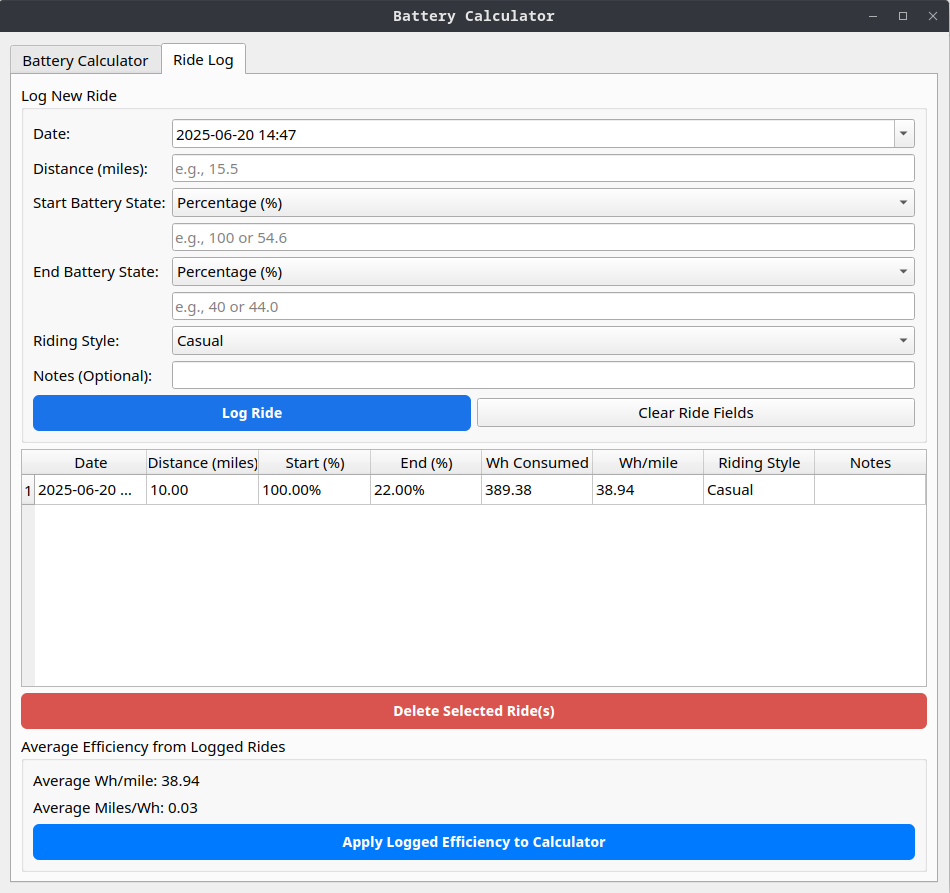 Battery Calculator
Battery Calculator Ride Log
Log New Ride
Date: 2025-06-20 14:47
Distance (miles): e.g., 15.5
Start Battery State: Percentage (%)
e.g., 100 or 54.6
End Battery State: Percentage (%)
e.g., 40 or 44.0
Riding Style: Casual
Notes (Optional):
Log Ride Clear Ride Fields
Date Distance (miles) Start (%) End (%) Wh Consumed Wh/mile Riding Style Notes
1 2025-06-20 ... 10.00 100.00% 22.00% 389.38 38.94 Casual
Delete Selected Ride(s)
Average Efficiency from Logged Rides
Average Wh/mile: 38.94
Average Miles/Wh: 0.03
Apply Logged Efficiency to Calculator